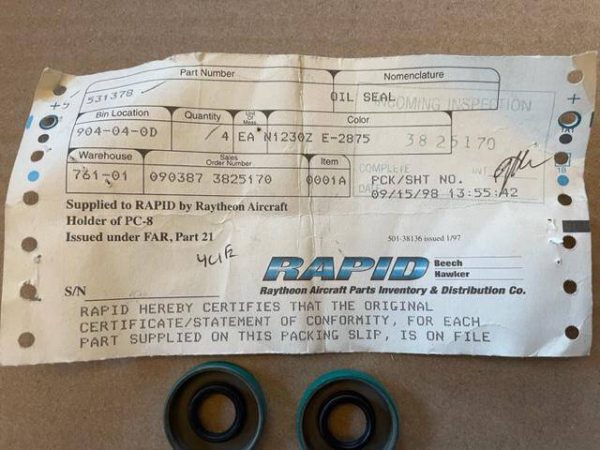 Part Number Nomenclature
531378 OIL SEAL
INCOMING INSPECTION
Bin Location Quantity Color
904-04-0D 4 EA N1230Z E-2875
3825170
Warehouse Sales Order Number Item
761-01 090387 3825170 0001A
COMPLETE INT
PCK/SHT NO.
09/15/98 13:55:42
Supplied to RAPID by Raytheon Aircraft
Holder of PC-8
Issued under FAR, Part 21
501-38136 issued 1/97
RAPID Beech
Hawker
Raytheon Aircraft Parts Inventory & Distribution Co.
S/N
RAPID HEREBY CERTIFIES THAT THE ORIGINAL
CERTIFICATE/STATEMENT OF CONFORMITY, FOR EACH
PART SUPPLIED ON THIS PACKING SLIP, IS ON FILE